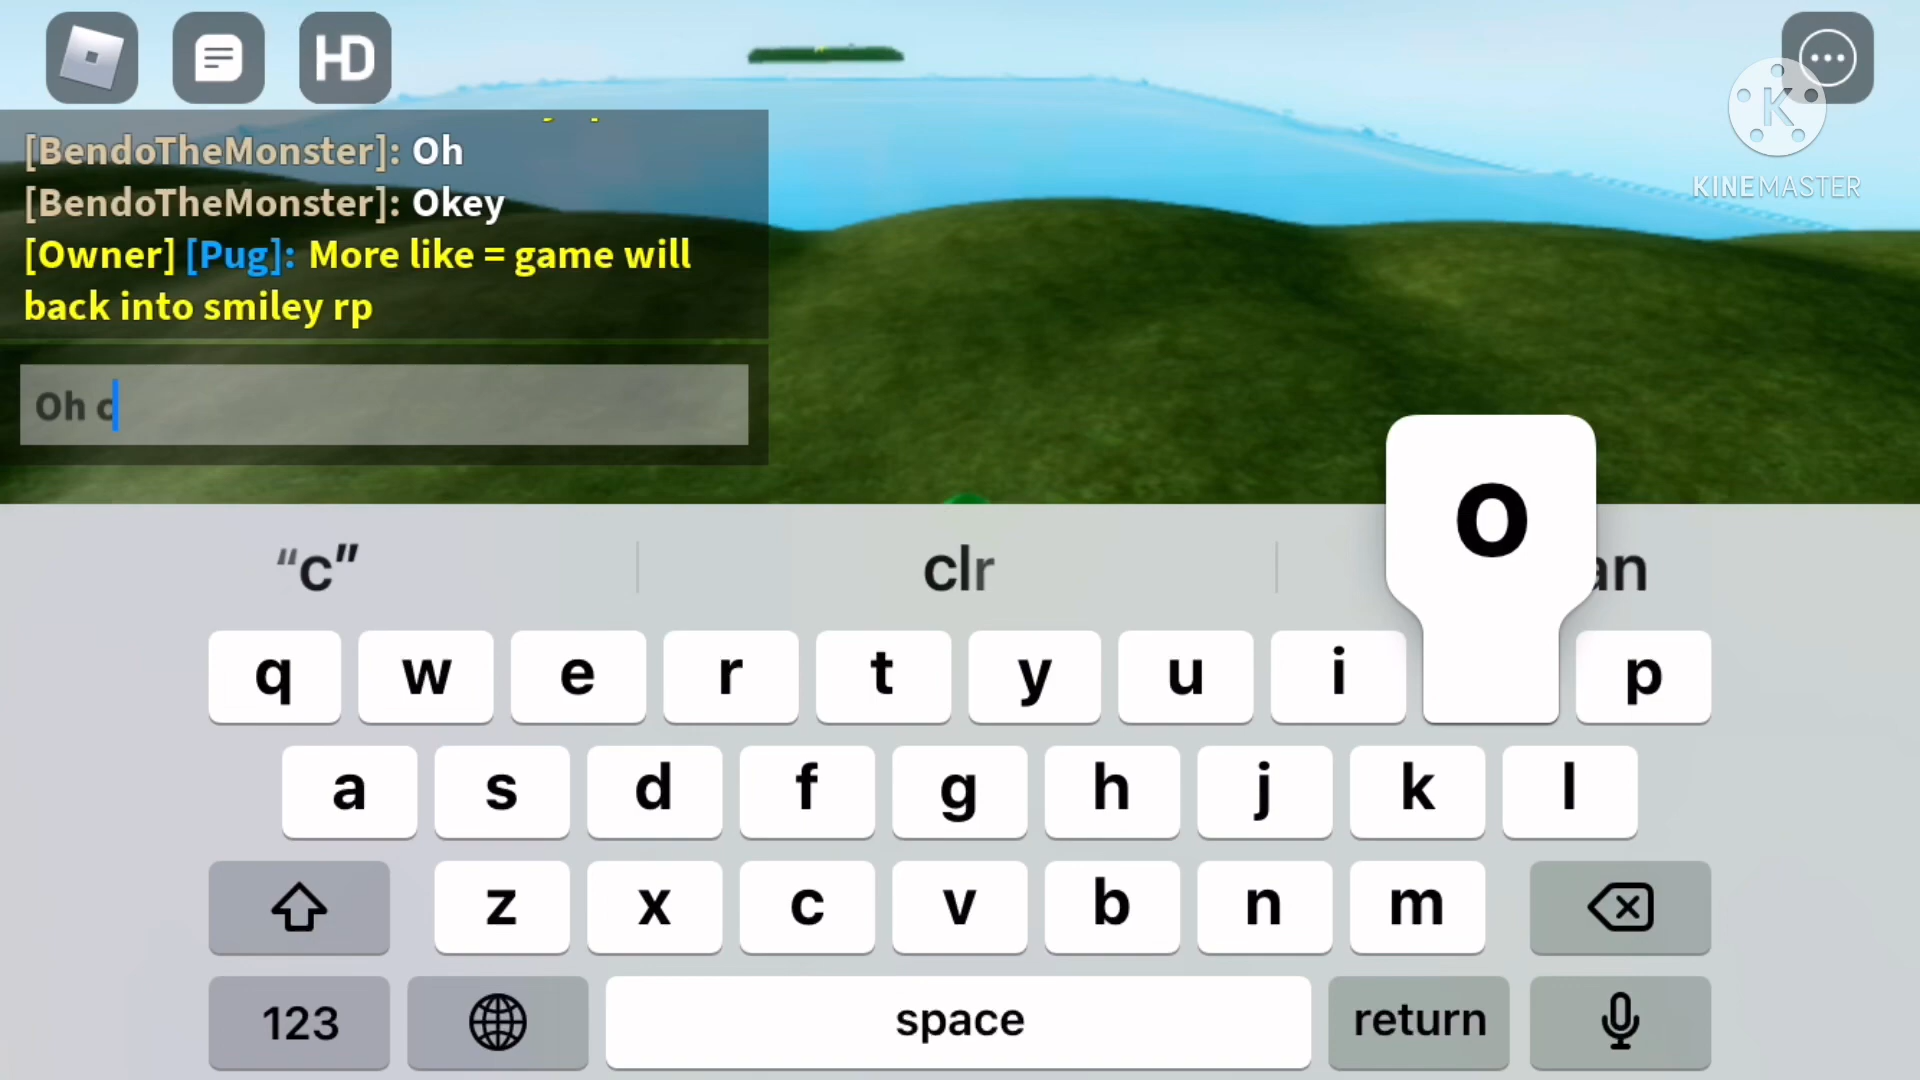 HD
K
KINEMASTER
[BendoTheMonster]: Oh
[BendoTheMonster]: Okey
[Owner] [Pug]: More like = game will
back into smiley rp
Oh c
o
“c” clr an
q w e r t y u i p
a s d f g h j k l
z x c v b n m
123 space return